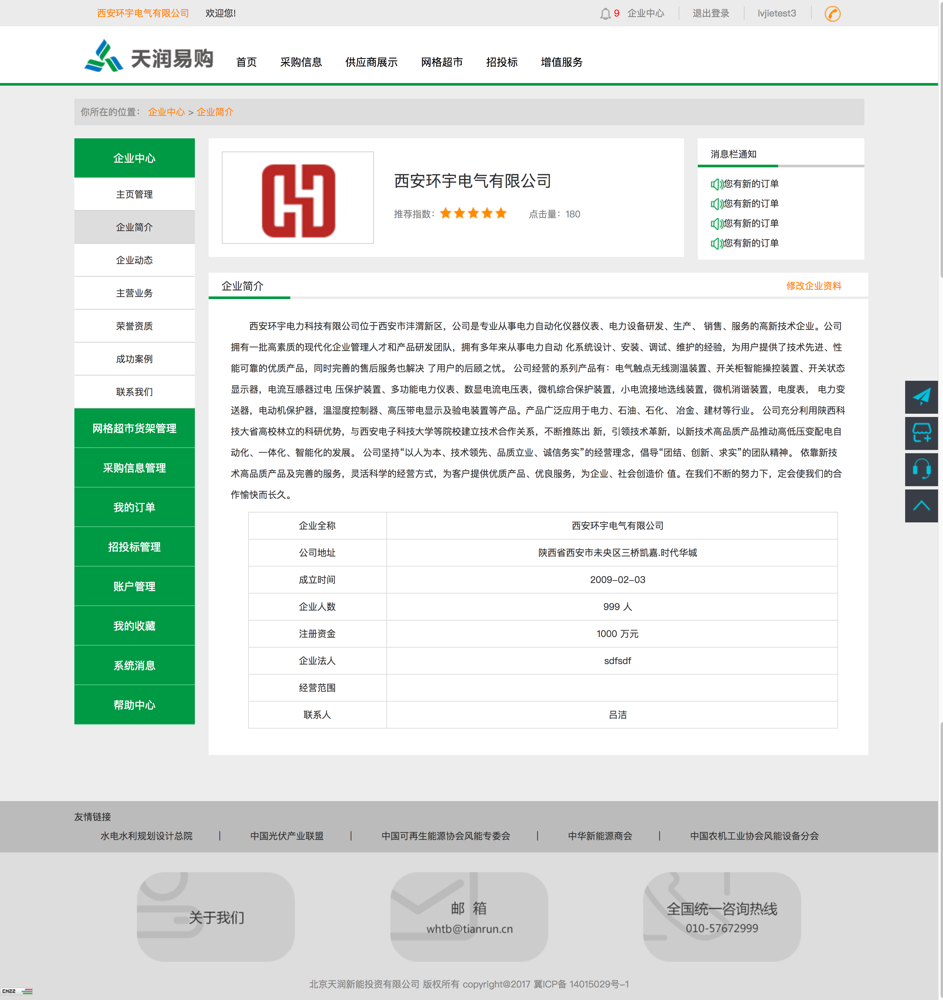 西安环宇电气有限公司 欢迎您!
9 企业中心 退出登录 lvjietest3
天润易购 首页 采购信息 供应商展示 网格超市 招投标 增值服务
你所在的位置： 企业中心 > 企业简介
企业中心
主页管理
企业简介
企业动态
主营业务
荣誉资质
成功案例
联系我们
网格超市货架管理
采购信息管理
我的订单
招投标管理
账户管理
我的收藏
系统消息
帮助中心
西安环宇电气有限公司
推荐指数： 点击量：180
消息栏通知
您有新的订单
您有新的订单
您有新的订单
您有新的订单
企业简介 修改企业资料
西安环宇电力科技有限公司位于西安市沣渭新区，公司是专业从事电力自动化仪器仪表、电力设备研发、生产、 销售、服务的高新技术企业。公司
拥有一批高素质的现代化企业管理人才和产品研发团队，拥有多年来从事电力自动 化系统设计、安装、调试、维护的经验，为用户提供了技术先进、性
能可靠的优质产品，同时完善的售后服务也解决 了用户的后顾之忧。 公司经营的系列产品有：电气触点无线测温装置、开关柜智能操控装置、开关状态
显示器，电流互感器过电 压保护装置、多功能电力仪表、数显电流电压表，微机综合保护装置，小电流接地选线装置，微机消谐装置，电度表， 电力变
送器，电动机保护器，温湿度控制器、高压带电显示及验电装置等产品。产品广泛应用于电力、石油、石化、 冶金、建材等行业。 公司充分利用陕西科
技大省高校林立的科研优势，与西安电子科技大学等院校建立技术合作关系，不断推陈出 新，引领技术革新，以新技术高品质产品推动高低压变配电自
动化、一体化、智能化的发展。 公司坚持“以人为本、技术领先、品质立业、诚信务实”的经营理念，倡导“团结、创新、求实”的团队精神。 依靠新技
术高品质产品及完善的服务，灵活科学的经营方式，为客户提供优质产品、优良服务，为企业、社会创造价 值。在我们不断的努力下，定会使我们的合
作愉快而长久。
企业全称 西安环宇电气有限公司
公司地址 陕西省西安市未央区三桥凯嘉.时代华城
成立时间 2009-02-03
企业人数 999 人
注册资金 1000 万元
企业法人 sdfsdf
经营范围
联系人 吕洁
友情链接
水电水利规划设计总院 | 中国光伏产业联盟 | 中国可再生能源协会风能专委会 | 中华新能源商会 | 中国农机工业协会风能设备分会
关于我们
邮 箱
whtb@tianrun.cn
全国统一咨询热线
010-57672999
北京天润新能投资有限公司 版权所有 copyright@2017 冀ICP备 14015029号-1
CNZZ